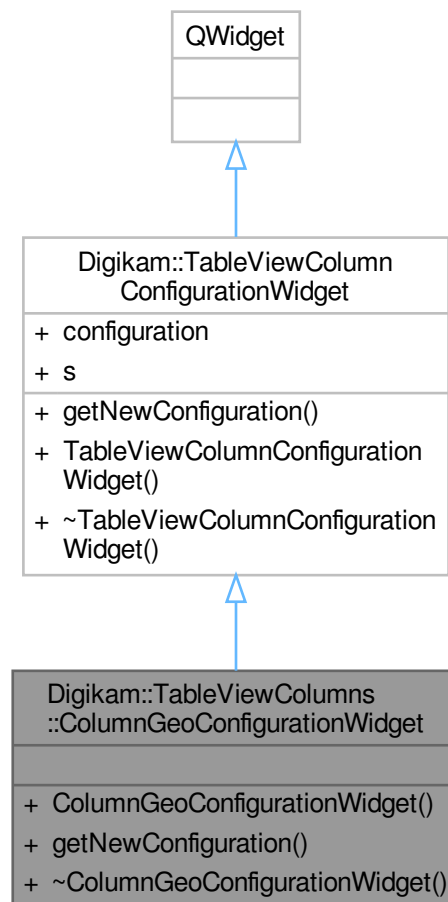 QWidget
Digikam::TableViewColumn
ConfigurationWidget
+ configuration
+ s
+ getNewConfiguration()
+ TableViewColumnConfiguration
Widget()
+ ~TableViewColumnConfiguration
Widget()
Digikam::TableViewColumns
::ColumnGeoConfigurationWidget
+ ColumnGeoConfigurationWidget()
+ getNewConfiguration()
+ ~ColumnGeoConfigurationWidget()